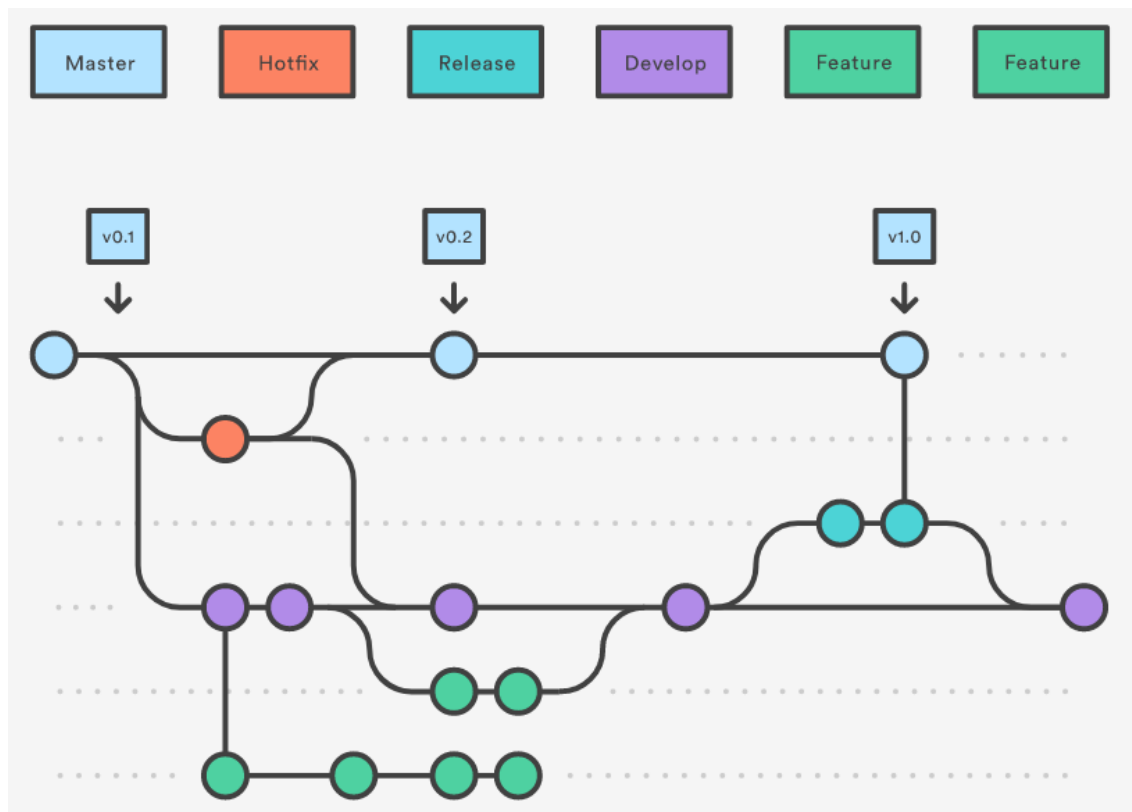 Master
Hotfix
Release
Develop
Feature
Feature
v0.1
v0.2
v1.0